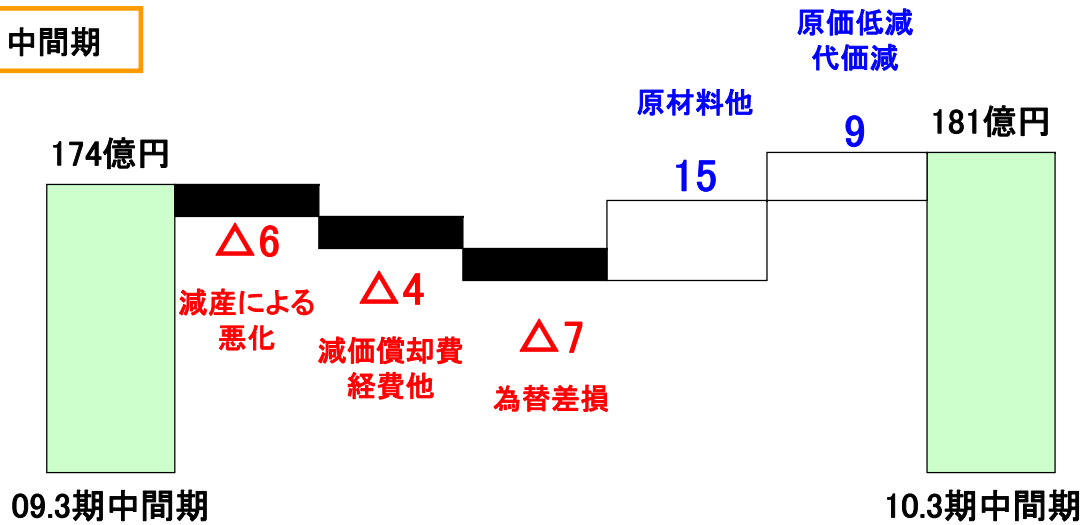 中間期
174億円
△6
減産による
悪化
△4
減価償却費
経費他
△7
為替差損
原材料他
15
原価低減
代価減
9
181億円
09.3期中間期
10.3期中間期